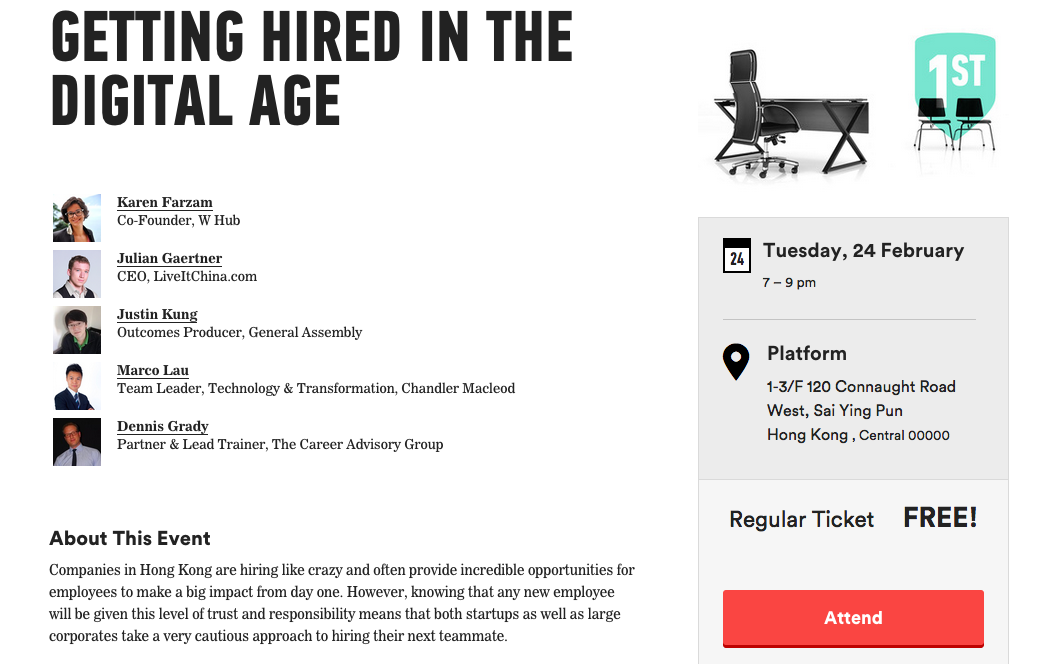 GETTING HIRED IN THE
DIGITAL AGE
1ST
Karen Farzam
Co-Founder, W Hub
Julian Gaertner
CEO, LiveItChina.com
Justin Kung
Outcomes Producer, General Assembly
Marco Lau
Team Leader, Technology & Transformation, Chandler Macleod
Dennis Grady
Partner & Lead Trainer, The Career Advisory Group
About This Event
Companies in Hong Kong are hiring like crazy and often provide incredible opportunities for
employees to make a big impact from day one. However, knowing that any new employee
will be given this level of trust and responsibility means that both startups as well as large
corporates take a very cautious approach to hiring their next teammate.
24
Tuesday, 24 February
7 – 9 pm
Platform
1-3/F 120 Connaught Road
West, Sai Ying Pun
Hong Kong , Central 00000
Regular Ticket FREE!
Attend